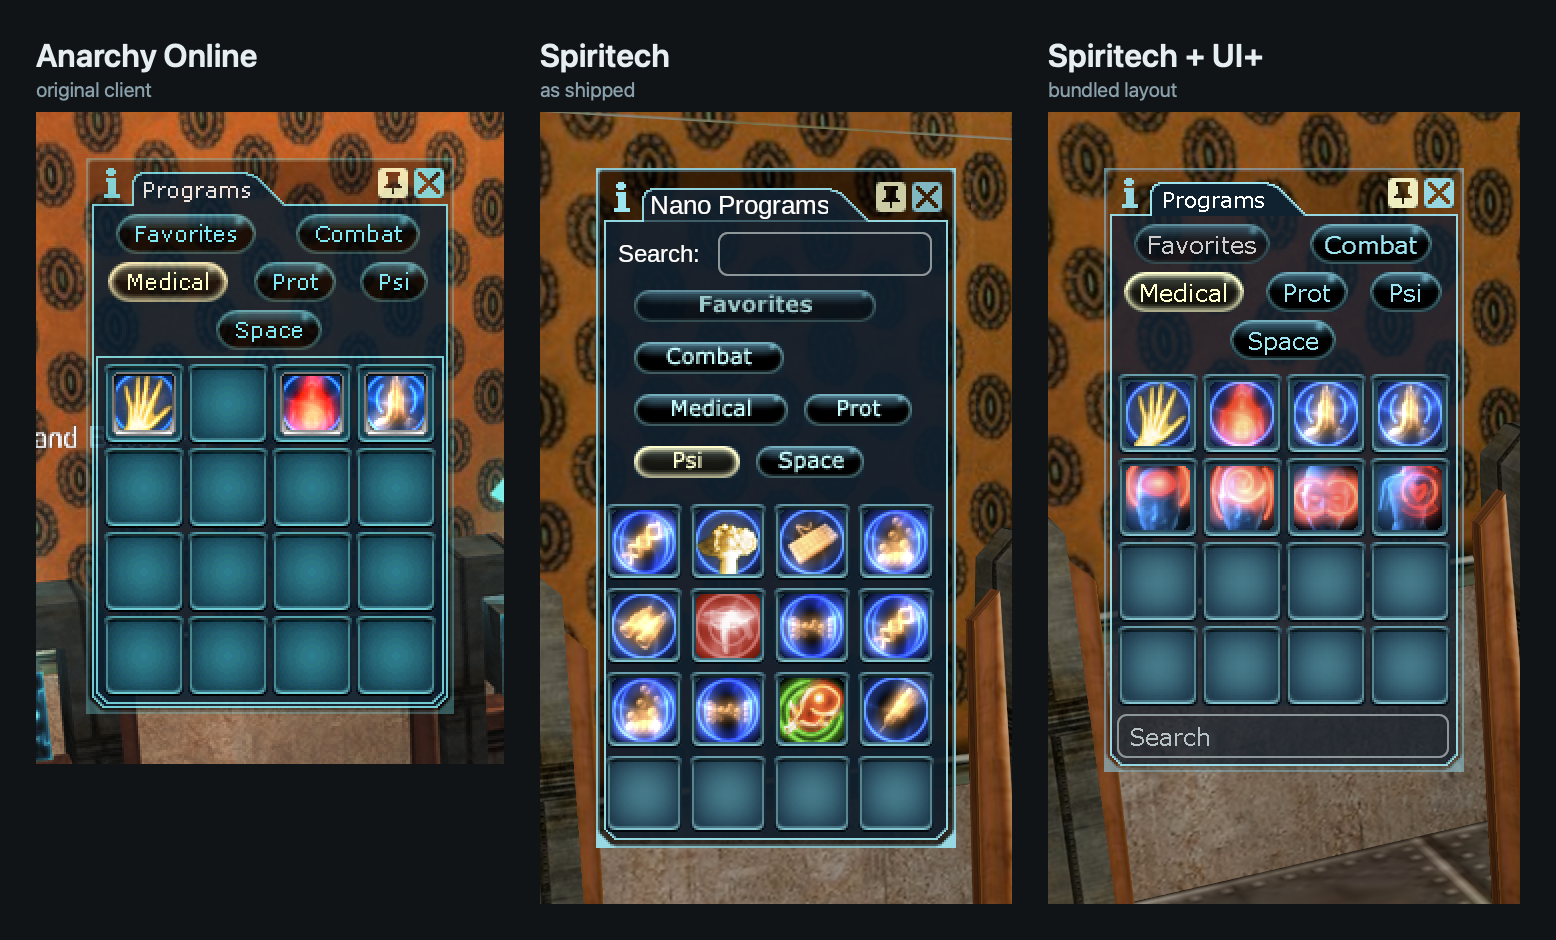 Anarchy Online
original client
Programs
Favorites
Combat
Medical
Prot
Psi
Space
and
Spiritech
as shipped
Nano Programs
Search:
Favorites
Combat
Medical
Prot
Psi
Space
Spiritech + UI+
bundled layout
Programs
Favorites
Combat
Medical
Prot
Psi
Space
Search